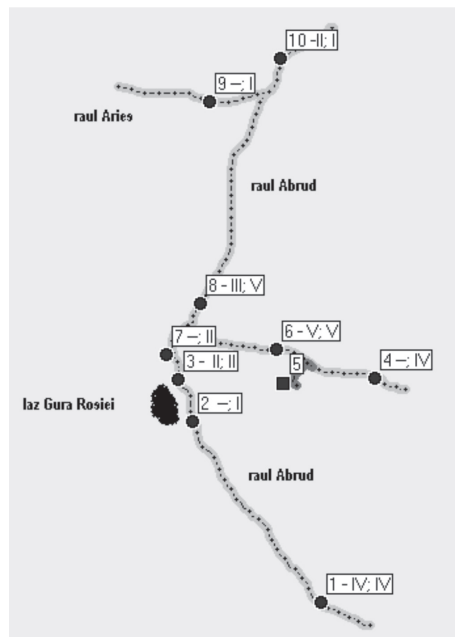 10 -II; I
9 –; I
raul Aries
raul Abrud
8 - III; V
7 –; II
6 - V; V
3 - II; II
5
4 –; IV
laz Gura Rosiei
2 –; I
raul Abrud
1 - IV; IV